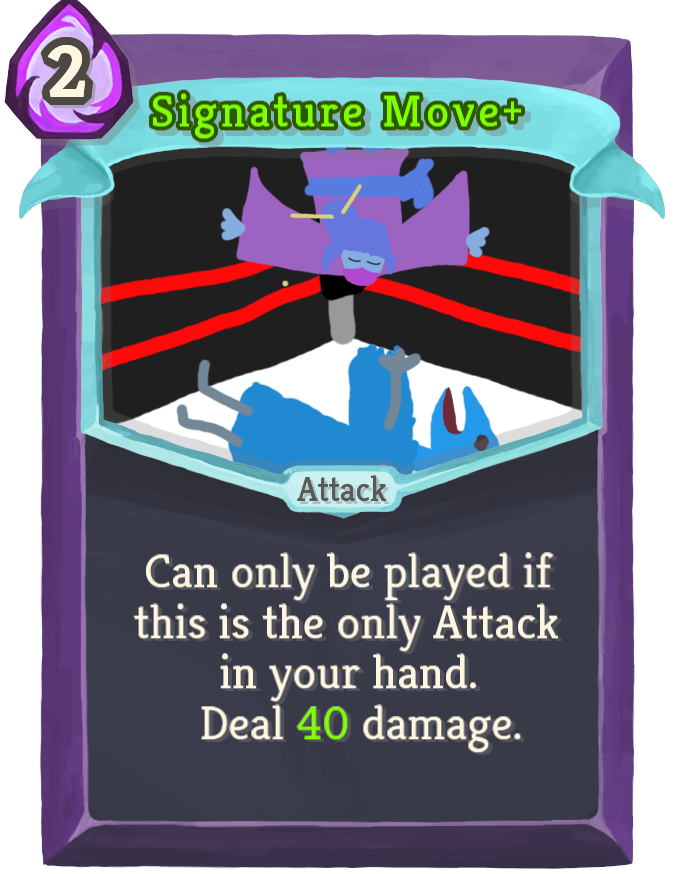 2
Signature Move+
Attack
Can only be played if
this is the only Attack
in your hand.
Deal 40 damage.